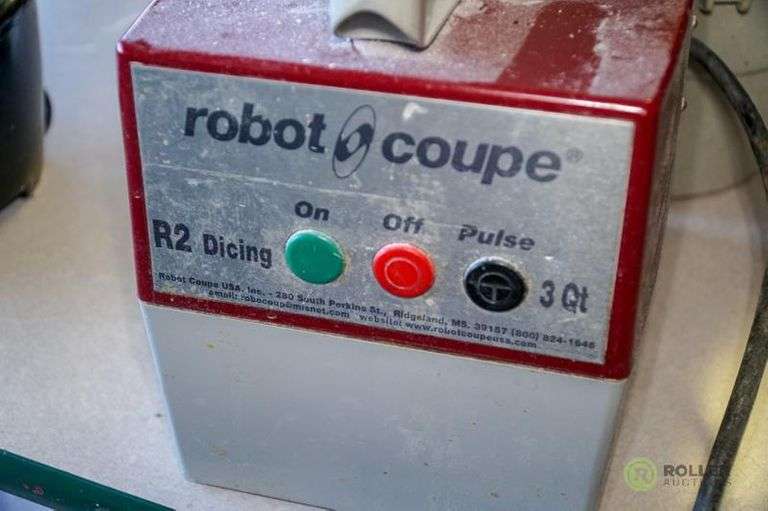 robot coupe®
On Off Pulse
R2 Dicing 3 Qt
Robot Coupe USA, Inc. - 280 South Perkins St., Ridgeland, MS. 39157 (800) 824-1646
email: robocoup@misnet.com website: www.robotcoupeusa.com
R ROLLER
AUCTIONS